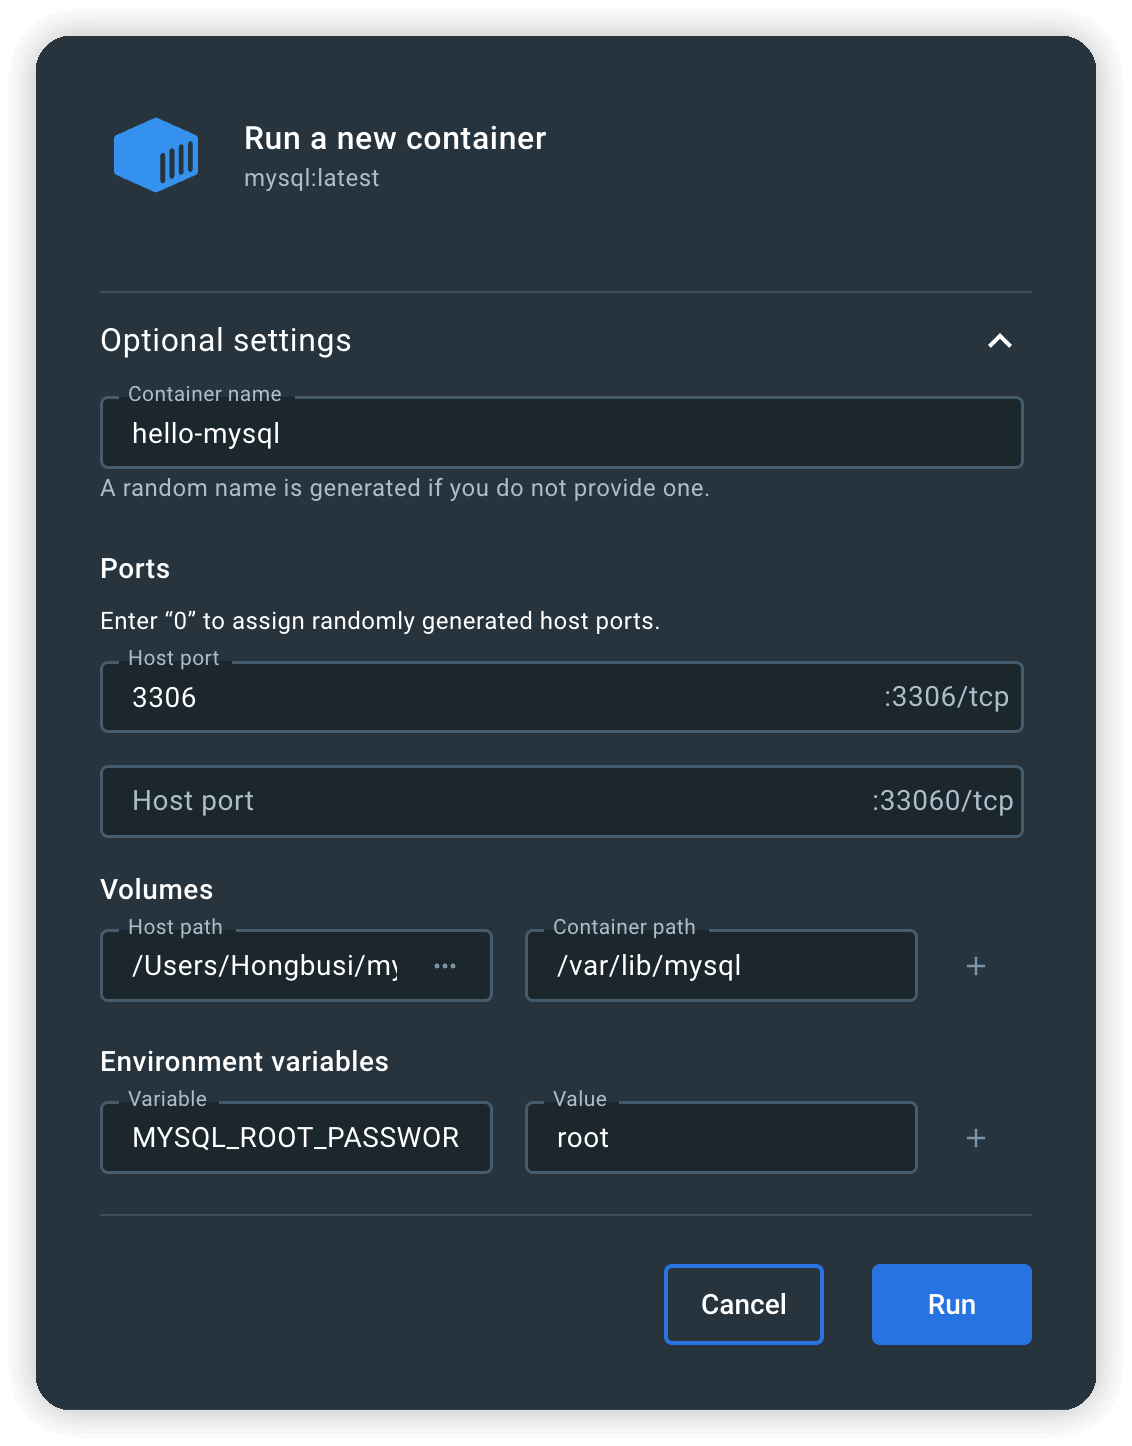 Run a new container
mysql:latest
Optional settings
Container name
hello-mysql
A random name is generated if you do not provide one.
Ports
Enter “0” to assign randomly generated host ports.
Host port
3306 :3306/tcp
Host port :33060/tcp
Volumes
Host path Container path
/Users/Hongbusi/my ••• /var/lib/mysql +
Environment variables
Variable Value
MYSQL_ROOT_PASSWOR root +
Cancel Run